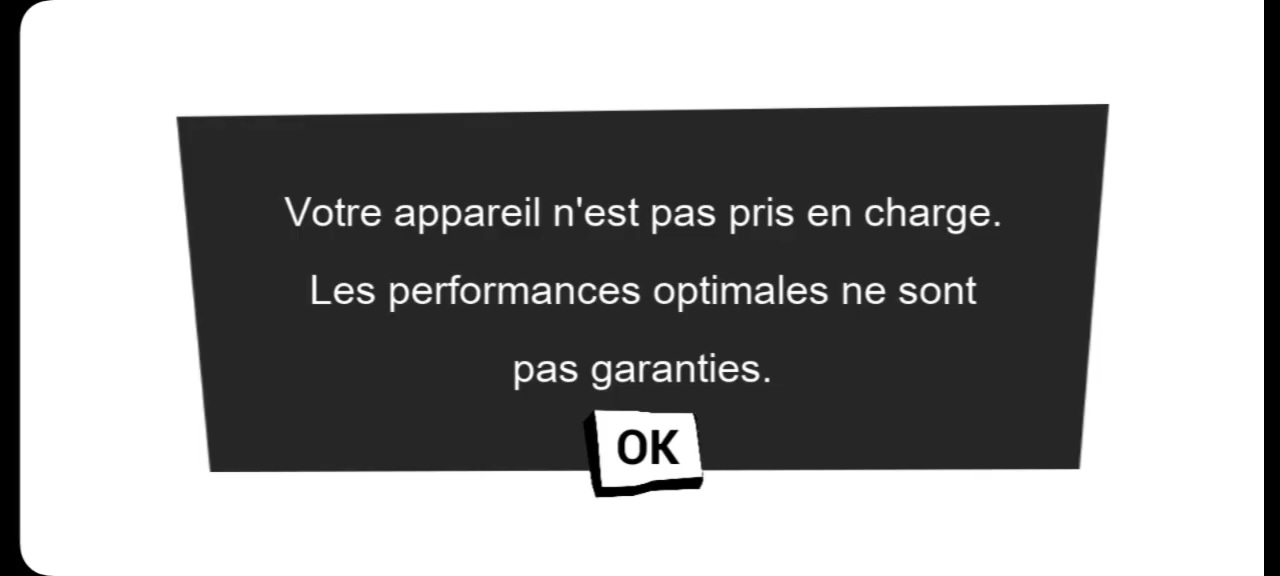 Votre appareil n'est pas pris en charge.
Les performances optimales ne sont
pas garanties.
OK